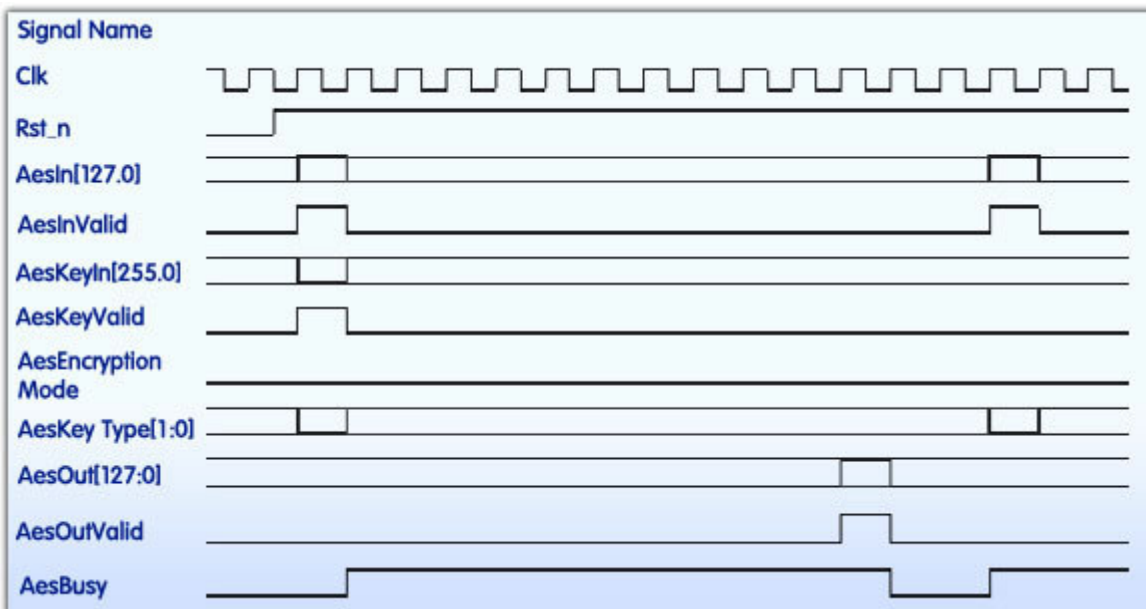 Signal Name
Clk
Rst_n
AesIn[127.0]
AesInValid
AesKeyIn[255.0]
AesKeyValid
AesEncryption
Mode
AesKey Type[1:0]
AesOut[127:0]
AesOutValid
AesBusy